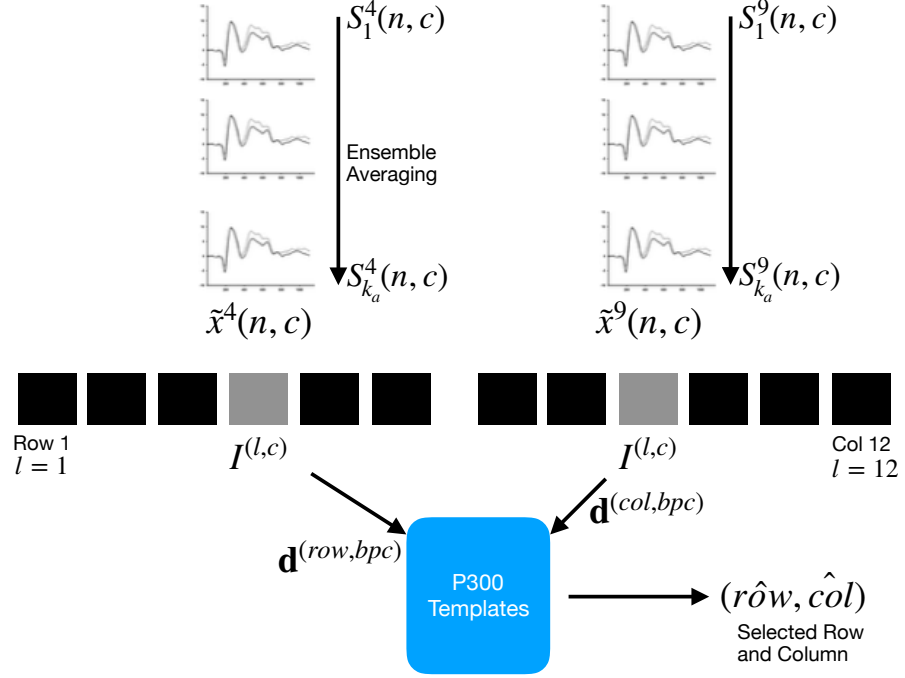 S_1^4(n, c)
S_1^9(n, c)
Ensemble
Averaging
S_{k_a}^4(n, c)
S_{k_a}^9(n, c)
x̃^4(n, c)
x̃^9(n, c)
Row 1
l = 1
I^{(l,c)}
I^{(l,c)}
Col 12
l = 12
d^{(row,bpc)}
d^{(col,bpc)}
P300
Templates
(rôw, côl)
Selected Row
and Column